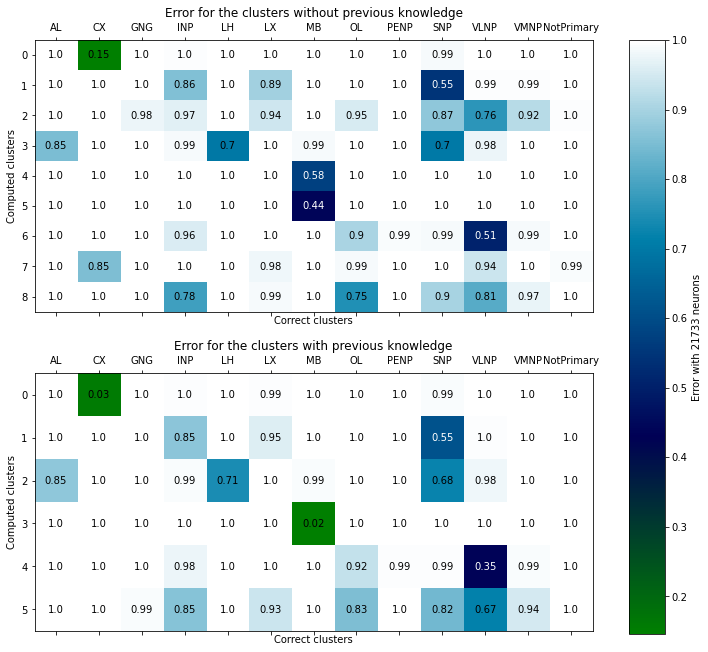 Error for the clusters without previous knowledge
AL CX GNG INP LH LX MB OL PENP SNP VLNP VMNP NotPrimary
0 1.0 0.15 1.0 1.0 1.0 1.0 1.0 1.0 1.0 0.99 1.0 1.0 1.0
1 1.0 1.0 1.0 0.86 1.0 0.89 1.0 1.0 1.0 0.55 0.99 0.99 1.0
2 1.0 1.0 0.98 0.97 1.0 0.94 1.0 0.95 1.0 0.87 0.76 0.92 1.0
3 0.85 1.0 1.0 0.99 0.7 1.0 0.99 1.0 1.0 0.7 0.98 1.0 1.0
4 1.0 1.0 1.0 1.0 1.0 1.0 0.58 1.0 1.0 1.0 1.0 1.0 1.0
5 1.0 1.0 1.0 1.0 1.0 1.0 0.44 1.0 1.0 1.0 1.0 1.0 1.0
6 1.0 1.0 1.0 0.96 1.0 1.0 1.0 0.9 0.99 0.99 0.51 0.99 1.0
7 1.0 0.85 1.0 1.0 1.0 0.98 1.0 0.99 1.0 1.0 0.94 1.0 0.99
8 1.0 1.0 1.0 0.78 1.0 0.99 1.0 0.75 1.0 0.9 0.81 0.97 1.0
Computed clusters
Correct clusters
Error for the clusters with previous knowledge
AL CX GNG INP LH LX MB OL PENP SNP VLNP VMNP NotPrimary
0 1.0 0.03 1.0 1.0 1.0 0.99 1.0 1.0 1.0 0.99 1.0 1.0 1.0
1 1.0 1.0 1.0 0.85 1.0 0.95 1.0 1.0 1.0 0.55 1.0 1.0 1.0
2 0.85 1.0 1.0 0.99 0.71 1.0 0.99 1.0 1.0 0.68 0.98 1.0 1.0
3 1.0 1.0 1.0 1.0 1.0 1.0 0.02 1.0 1.0 1.0 1.0 1.0 1.0
4 1.0 1.0 1.0 0.98 1.0 1.0 1.0 0.92 0.99 0.99 0.35 0.99 1.0
5 1.0 1.0 0.99 0.85 1.0 0.93 1.0 0.83 1.0 0.82 0.67 0.94 1.0
Computed clusters
Correct clusters
1.0
0.9
0.8
0.7
0.6
0.5
0.4
0.3
0.2
Error with 21733 neurons